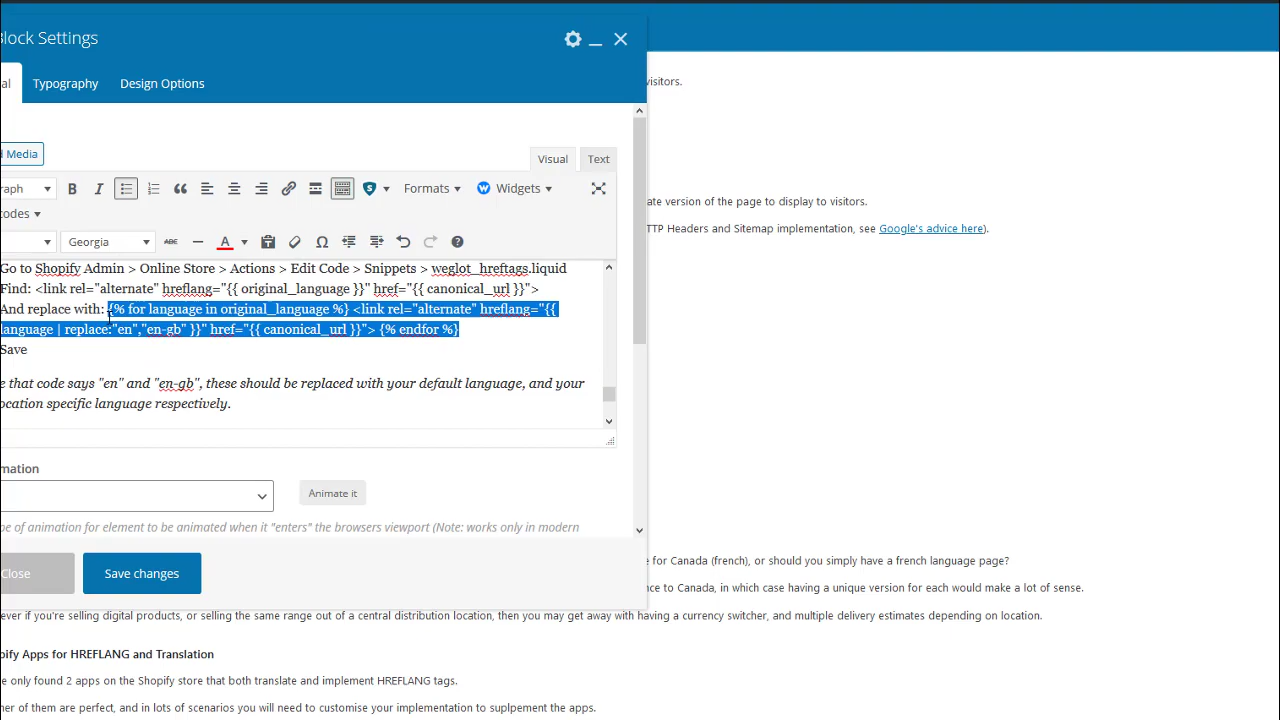 lock Settings
al
Typography
Design Options
d Media
Visual
Text
raph
Formats
Widgets
codes
Georgia
ABC
A
Go to Shopify Admin > Online Store > Actions > Edit Code > Snippets > weglot_hreftags.liquid
Find: <link rel="alternate" hreflang="{{ original_language }}" href="{{ canonical_url }}">
And replace with: {% for language in original_language %} <link rel="alternate" hreflang="{{
language | replace:"en","en-gb" }}" href="{{ canonical_url }}"> {% endfor %}
Save
e that code says "en" and "en-gb", these should be replaced with your default language, and your
ocation specific language respectively.
mation
Animate it
pe of animation for element to be animated when it "enters" the browsers viewport (Note: works only in modern
Close
Save changes
visitors.
ate version of the page to display to visitors.
TTP Headers and Sitemap implementation, see Google's advice here).
e for Canada (french), or should you simply have a french language page?
nce to Canada, in which case having a unique version for each would make a lot of sense.
ever if you're selling digital products, or selling the same range out of a central distribution location, then you may get away with having a currency switcher, and multiple delivery estimates depending on location.
pify Apps for HREFLANG and Translation
e only found 2 apps on the Shopify store that both translate and implement HREFLANG tags.
her of them are perfect, and in lots of scenarios you will need to customise your implementation to suplpement the apps.